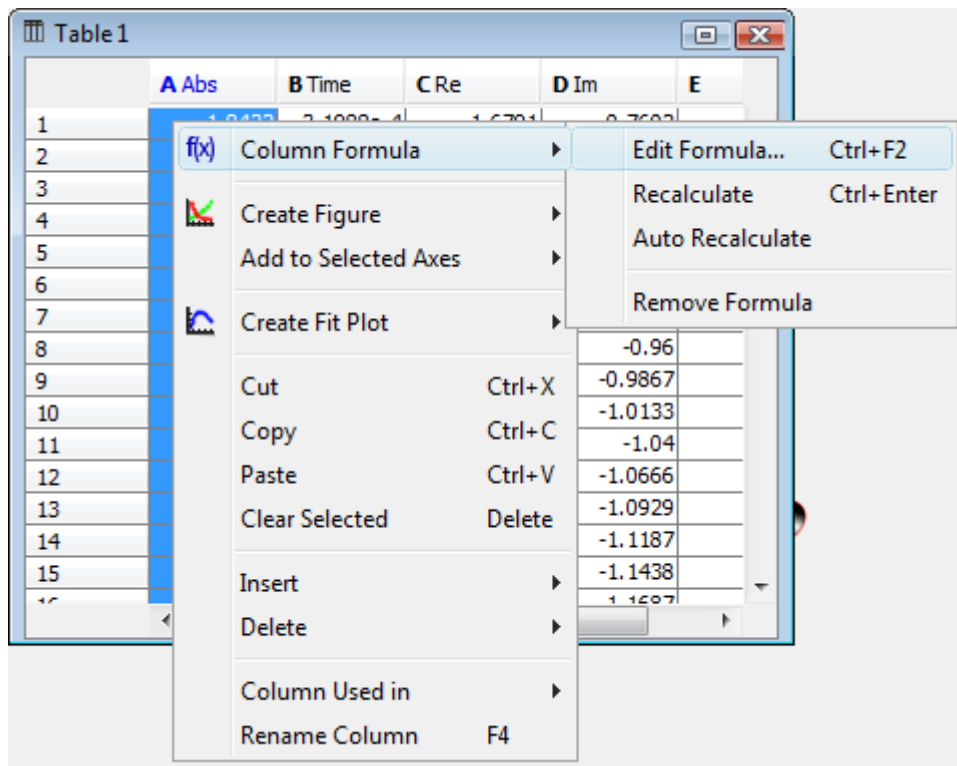 Table 1
A Abs B Time C Re D Im E
1
2 f(x) Column Formula Edit Formula... Ctrl+F2
3 Recalculate Ctrl+Enter
4 Create Figure
5 Add to Selected Axes Auto Recalculate
6 Remove Formula
7 Create Fit Plot
8 -0.96
9 Cut Ctrl+X -0.9867
10 -1.0133
11 Copy Ctrl+C -1.04
12 Paste Ctrl+V -1.0666
13 Clear Selected Delete -1.0929
14 -1.1187
15 Insert -1.1438
Delete
Column Used in
Rename Column F4